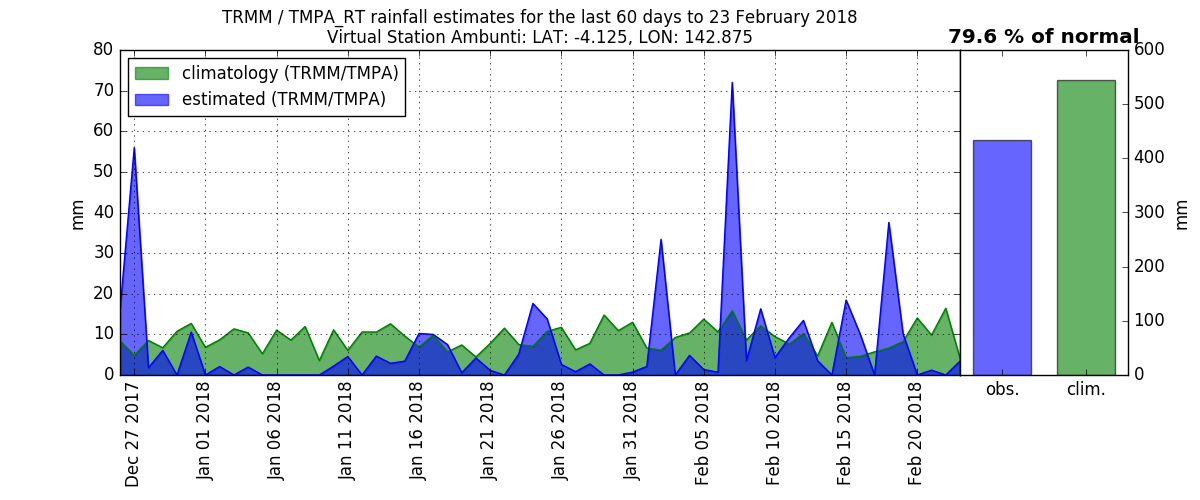 TRMM / TMPA_RT rainfall estimates for the last 60 days to 23 February 2018
Virtual Station Ambunti: LAT: -4.125, LON: 142.875
79.6 % of normal
climatology (TRMM/TMPA)
estimated (TRMM/TMPA)
80
70
60
50
40
30
20
10
0
mm
Dec 27 2017
Jan 01 2018
Jan 06 2018
Jan 11 2018
Jan 16 2018
Jan 21 2018
Jan 26 2018
Jan 31 2018
Feb 05 2018
Feb 10 2018
Feb 15 2018
Feb 20 2018
600
500
400
300
200
100
0
mm
obs.
clim.